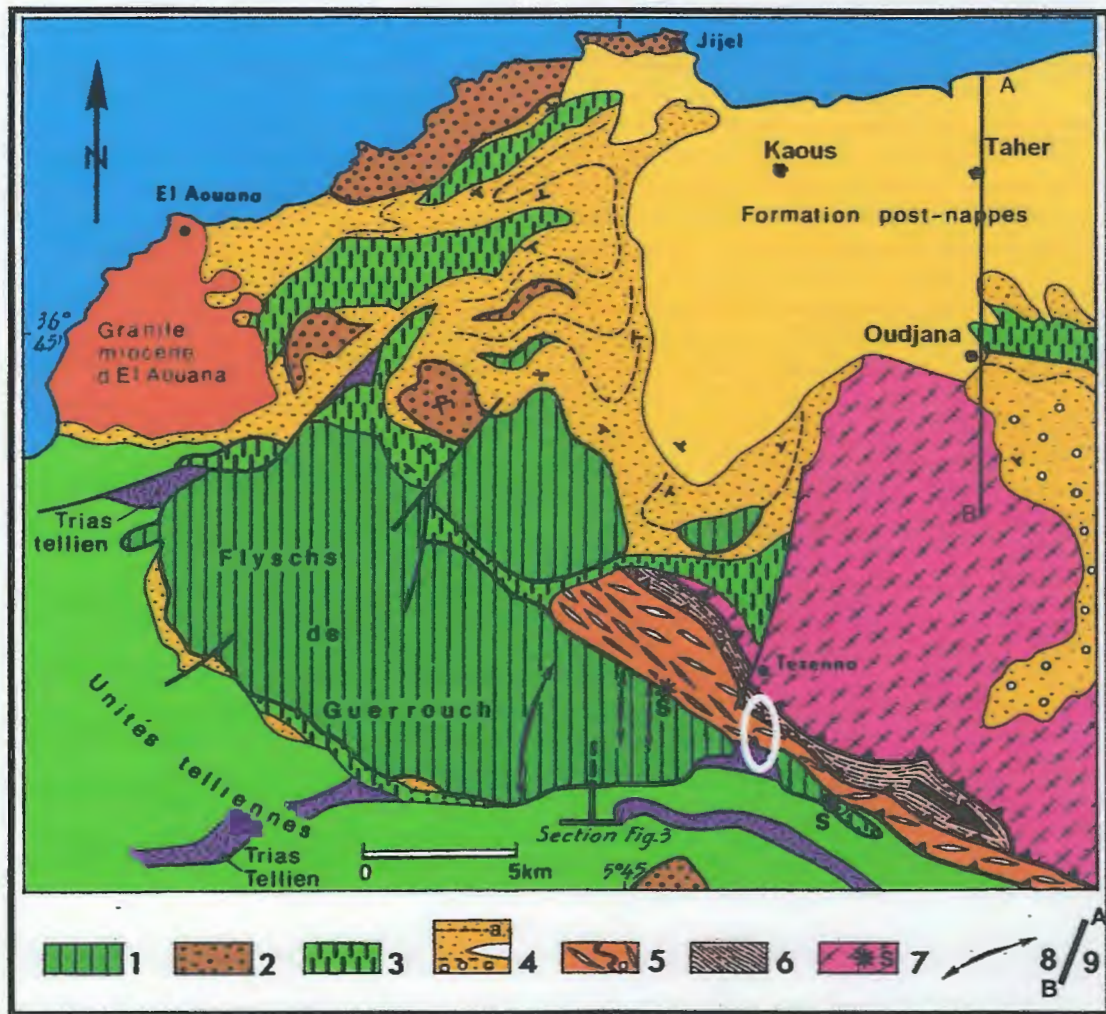 Jijel
A
N
Kaous
Taher
El Aouana
Formation post-nappes
36°
45'
Oudjana
Granite
miocene
d El Aouana
B
Trias
tellien
Flyschs
de
Texenna
S
Guerrouch
Unités telliennes
Section Fig.3
Trias
Tellien
0
5km
5°45
S
1
2
3
a
4
5
6
S
7
8
A
B
9